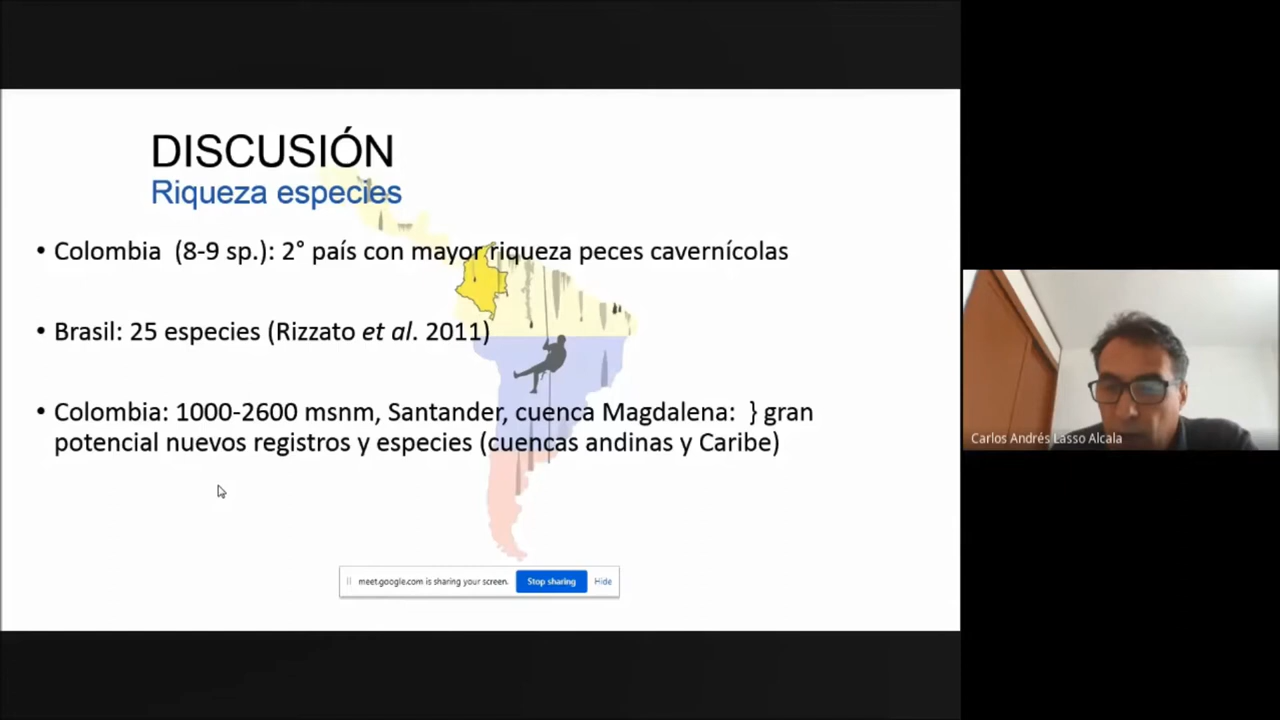 DISCUSIÓN
Riqueza especies
• Colombia (8-9 sp.): 2° país con mayor riqueza peces cavernícolas
• Brasil: 25 especies (Rizzato et al. 2011)
• Colombia: 1000-2600 msnm, Santander, cuenca Magdalena: } gran
potencial nuevos registros y especies (cuencas andinas y Caribe)
meet.google.com is sharing your screen. Stop sharing Hide
Carlos Andrés Lasso Alcala